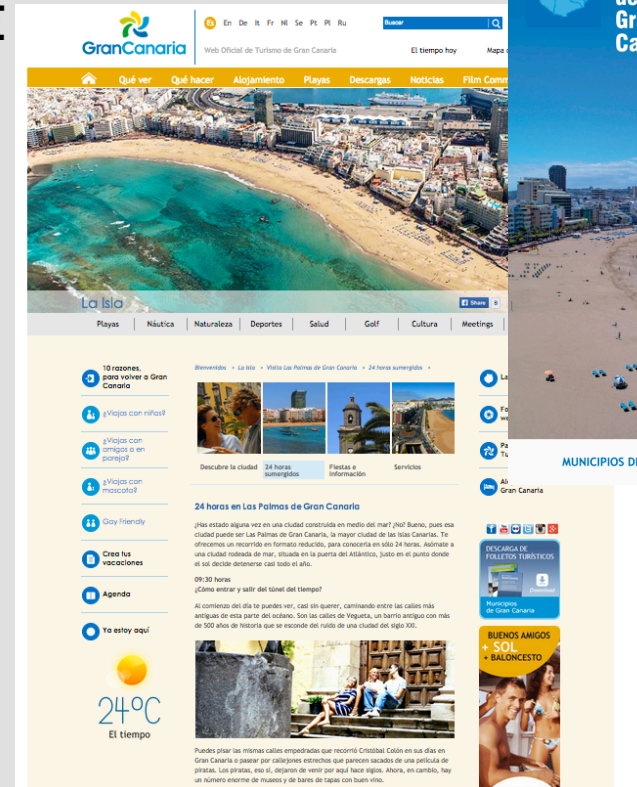 GranCanaria
Es En De It Fr Nl Se Pt Pl Ru
Buscar
Web Oficial de Turismo de Gran Canaria
El tiempo hoy
Mapa
Qué ver Qué hacer Alojamiento Playas Descargas Noticias Film Comm
Gr
Ca
La Isla
Share
Playas Náutica Naturaleza Deportes Salud Golf Cultura Meetings
10 razones,
para volver a Gran
Canaria
¿Viajas con niños?
¿Viajas con
amigos o en
pareja?
¿Viajas con
mascota?
Gay Friendly
Crea tus
vacaciones
Agenda
Ya estoy aquí
24ºC
El tiempo
Bienvenidos + La Isla + Visita Las Palmas de Gran Canaria + 24 horas sumergidos +
Descubre la ciudad
24 horas
sumergidos
Fiestas e
información
Servicios
24 horas en Las Palmas de Gran Canaria
¿Has estado alguna vez en una ciudad construida en medio del mar? ¿No? Bueno, pues esa
ciudad puede ser Las Palmas de Gran Canaria, la mayor ciudad de las Islas Canarias. Te
ofrecemos un recorrido en formato reducido, para conocerla en sólo 24 horas. Asómate a
una ciudad rodeada de mar, situada en la puerta del Atlántico, justo en el punto donde
el sol decide detenerse casi todo el año.
09:30 horas
¿Cómo entrar y salir del túnel del tiempo?
Al comienzo del día te puedes ver, casi sin querer, caminando entre las calles más
antiguas de esta parte del océano. Son las calles de Vegueta, un barrio antiguo con más
de 500 años de historia que se esconde del ruido de una ciudad del siglo XXI.
Puedes pisar las mismas calles empedradas que recorrió Cristóbal Colón en sus días en
Gran Canaria o pasear por callejones estrechos que parecen sacados de una película de
piratas. Los piratas, eso sí, dejaron de venir por aquí hace siglos. Ahora, en cambio, hay
un número enorme de museos y de bares de tapas con buen vino.
MUNICIPIOS DE
Gran Canaria
DESCARGA DE
FOLLETOS TURÍSTICOS
Download
Municipios
de Gran Canaria
BUENOS AMIGOS
+ SOL
+ BALONCESTO